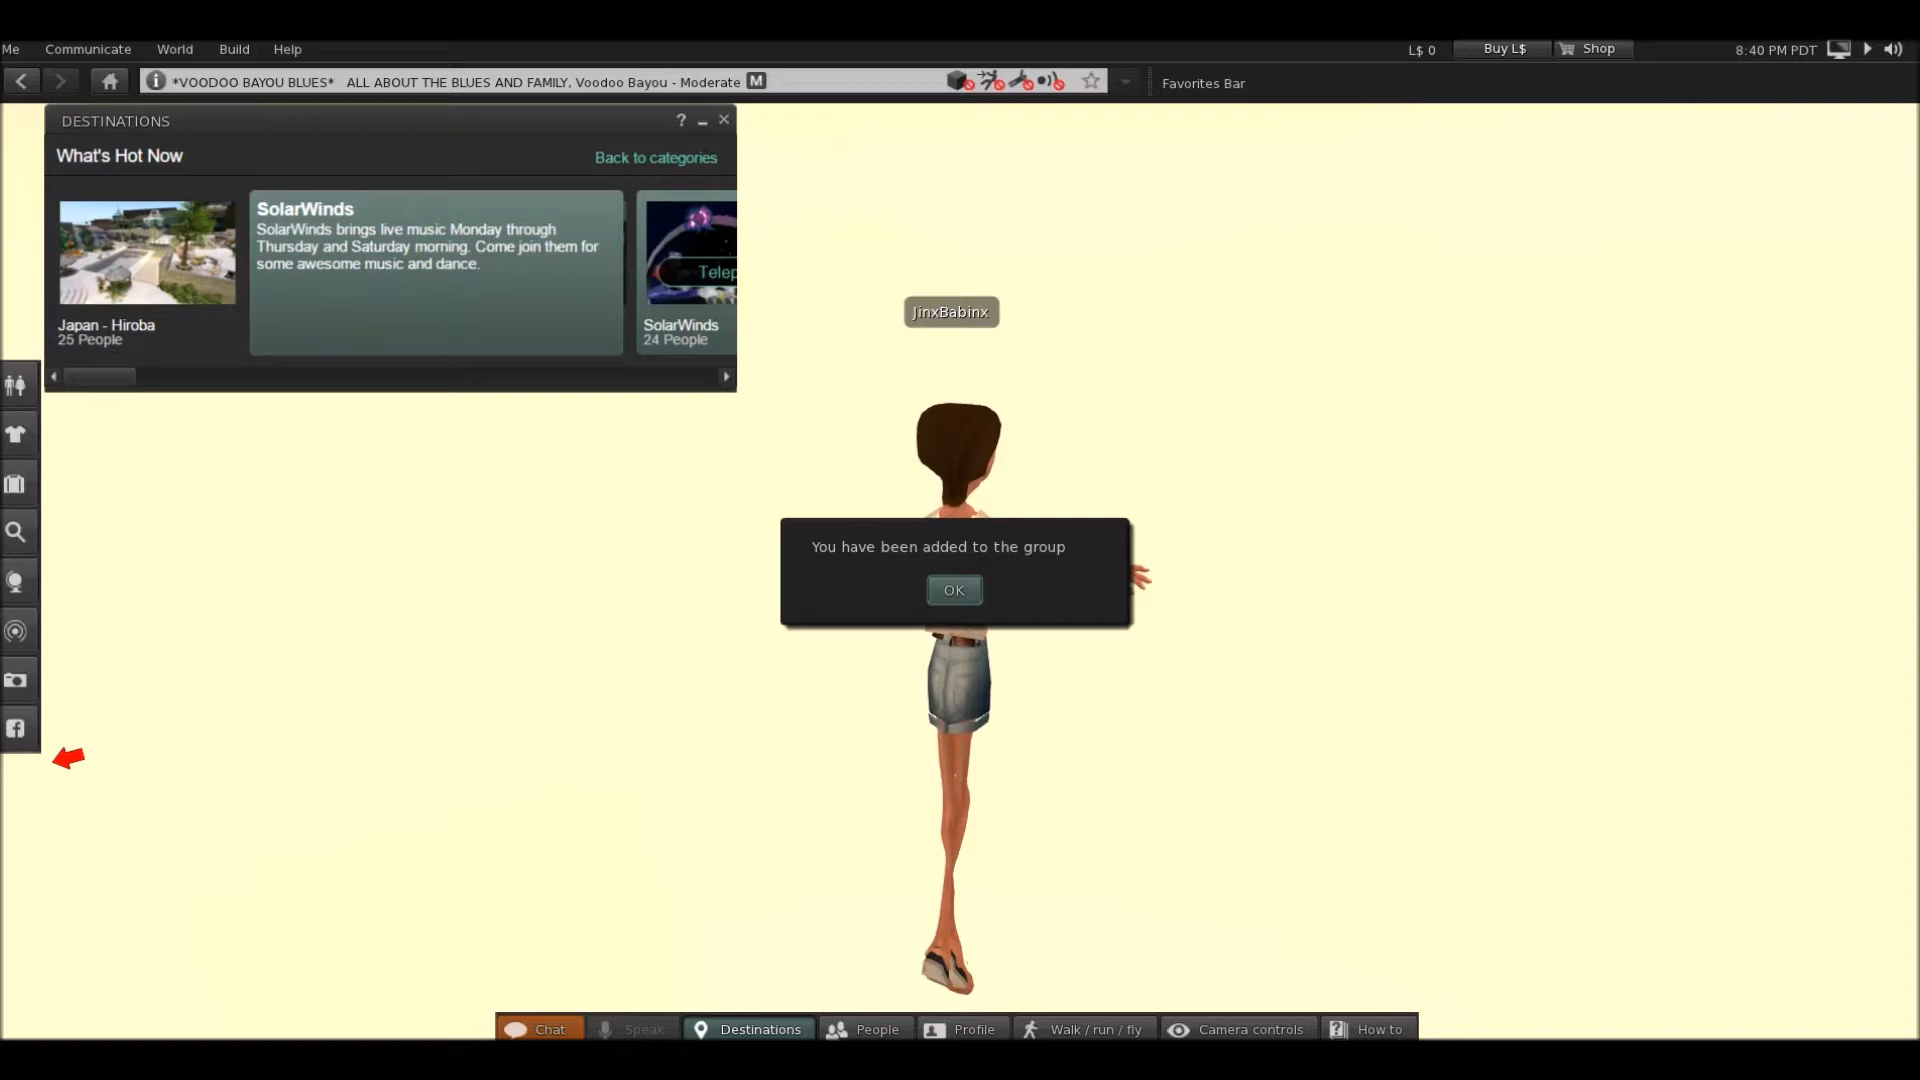 Me Communicate World Build Help L$ 0 Buy L$ Shop 8:40 PM PDT
*VOODOO BAYOU BLUES* ALL ABOUT THE BLUES AND FAMILY, Voodoo Bayou - Moderate M Favorites Bar
DESTINATIONS ?
What's Hot Now Back to categories
SolarWinds
SolarWinds brings live music Monday through
Thursday and Saturday morning. Come join them for
some awesome music and dance.
Telep
Japan - Hiroba
25 People
SolarWinds
24 People
JinxBabinx
You have been added to the group
OK
Chat Speak Destinations People Profile Walk / run / fly Camera controls How to